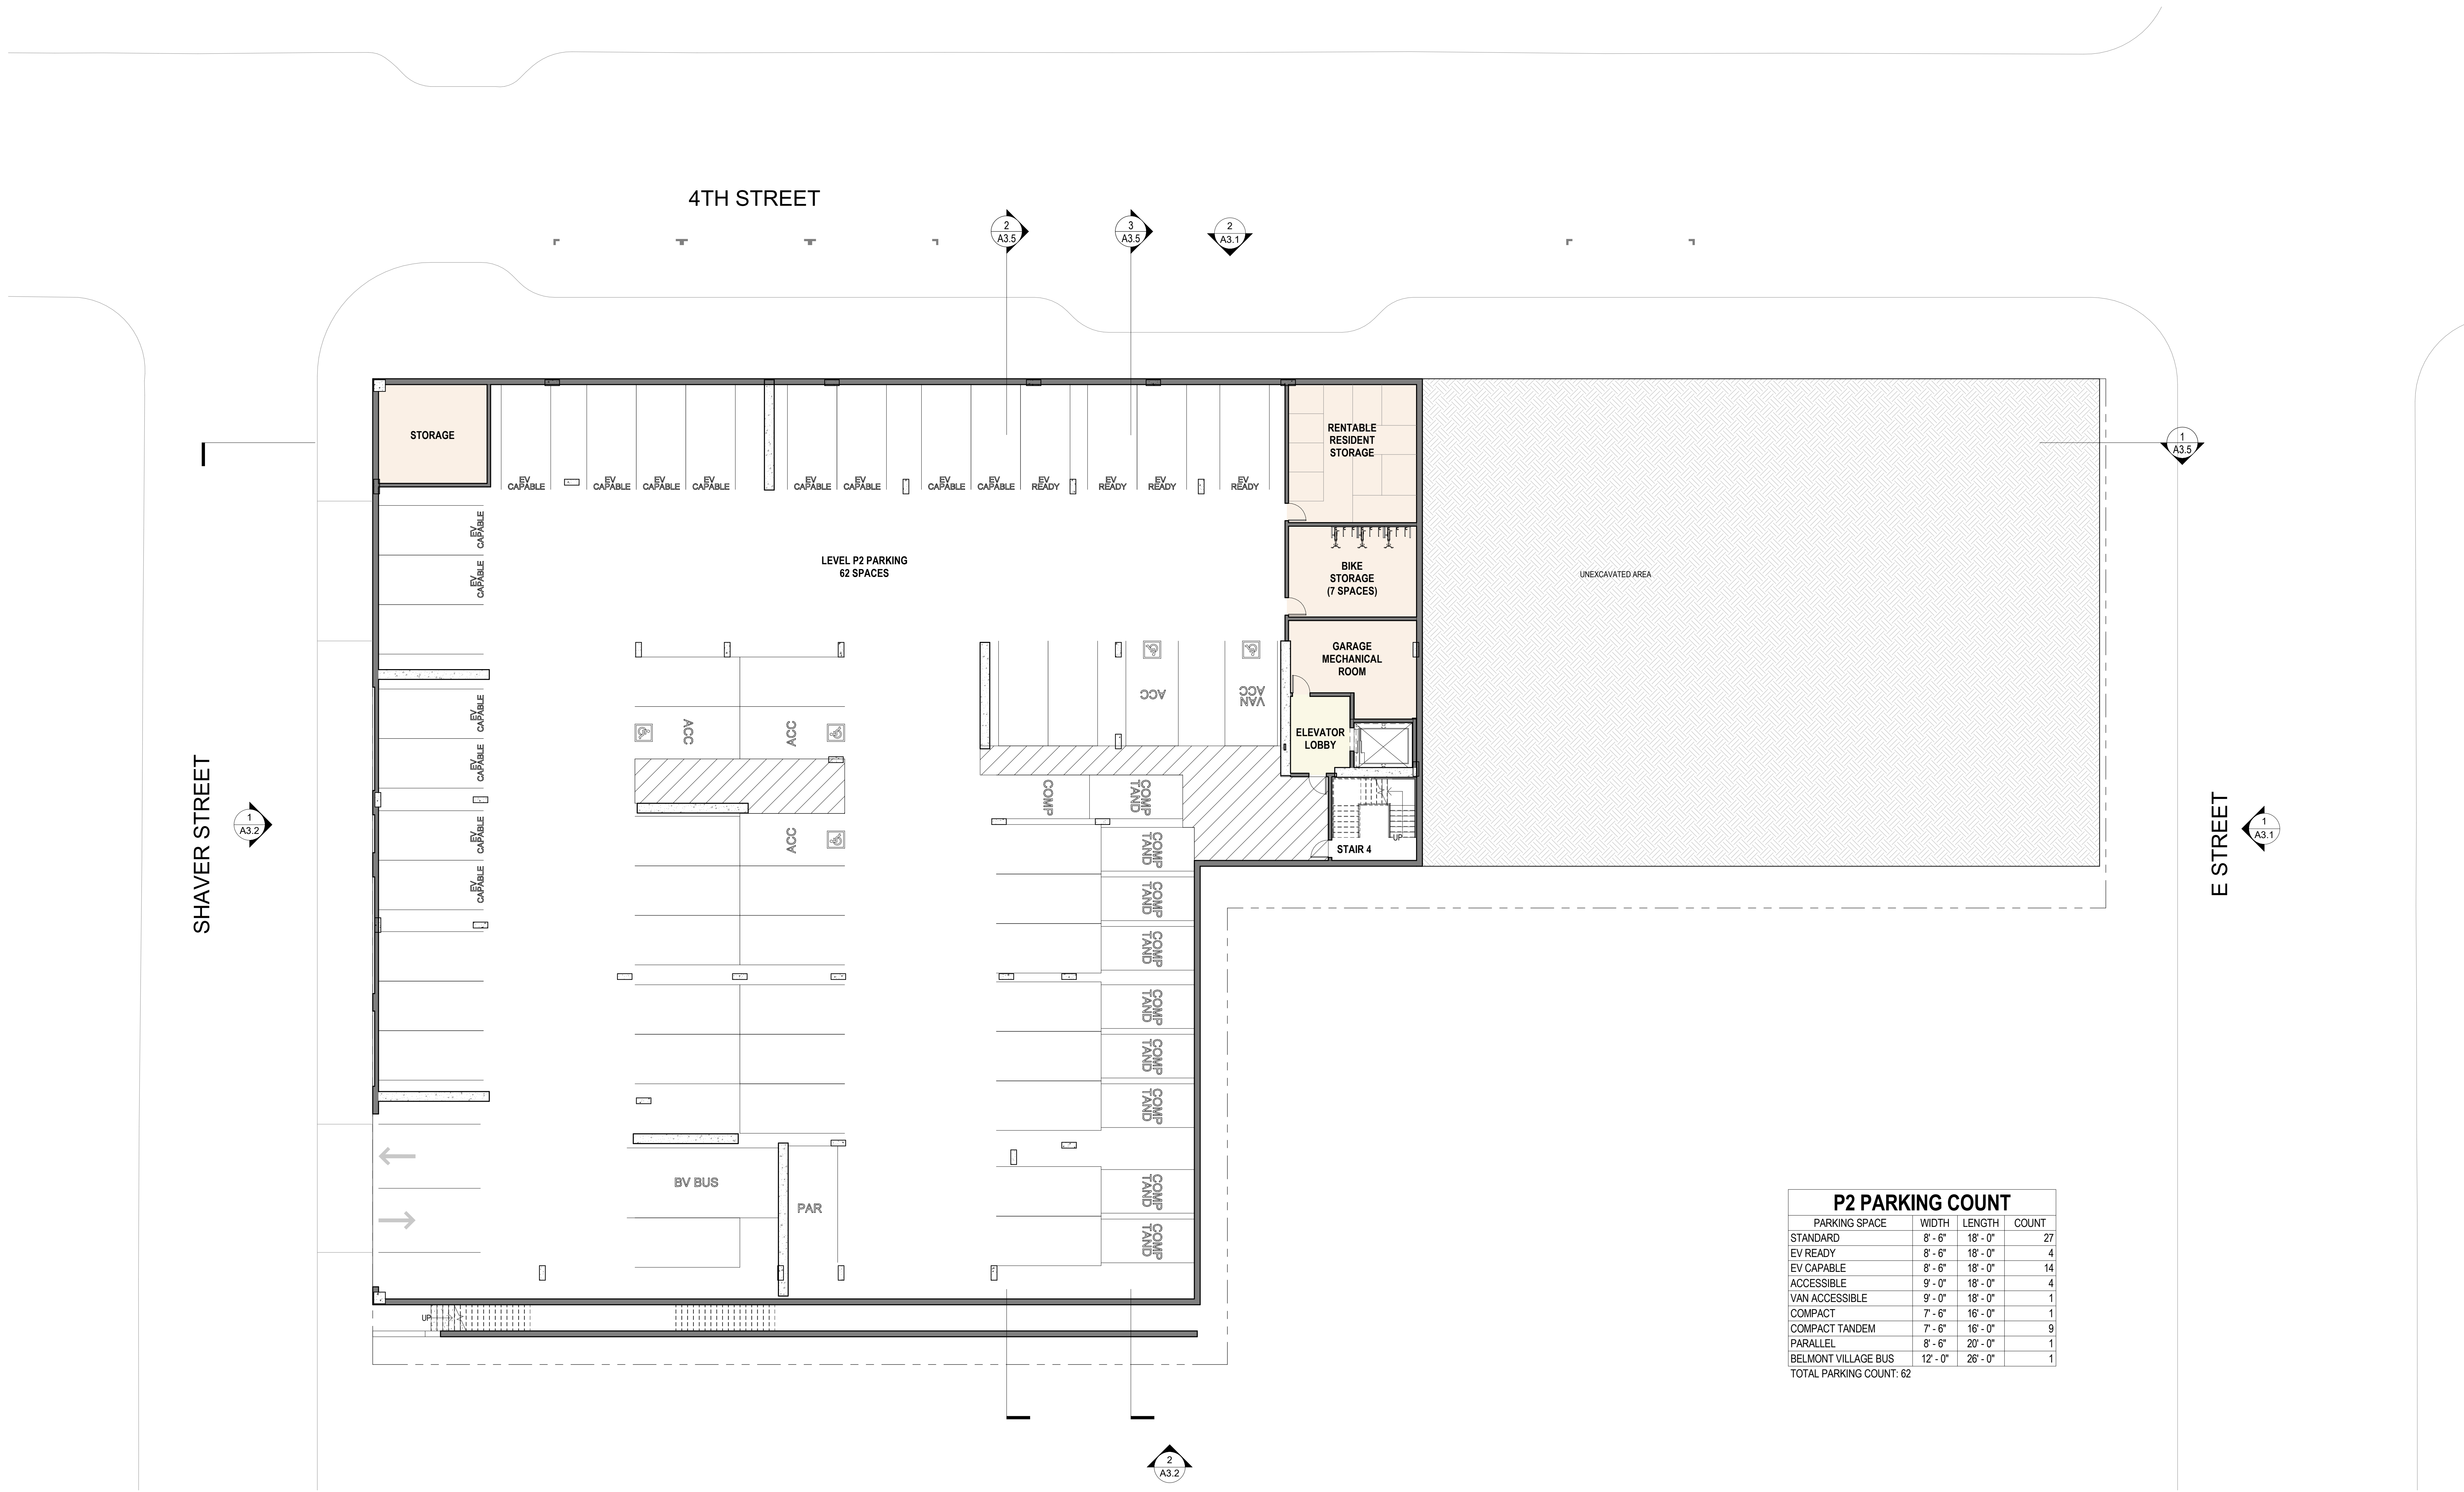 4TH STREET
2
A3.5
3
A3.5
2
A3.1
STORAGE
EV
CAPABLE
EV
CAPABLE
EV
CAPABLE
EV
CAPABLE
EV
CAPABLE
EV
CAPABLE
EV
CAPABLE
EV
CAPABLE
EV
READY
EV
READY
EV
READY
EV
READY
RENTABLE
RESIDENT
STORAGE
1
A3.5
EV
CAPABLE
EV
CAPABLE
LEVEL P2 PARKING
62 SPACES
BIKE
STORAGE
(7 SPACES)
UNEXCAVATED AREA
GARAGE
MECHANICAL
ROOM
EV
CAPABLE
EV
CAPABLE
EV
CAPABLE
EV
CAPABLE
ACC
ACC
ACC
ACC
VAN
ACC
ELEVATOR
LOBBY
COMP
COMP
TAND
UP
STAIR 4
SHAVER STREET
1
A3.2
E STREET
1
A3.1
COMP
TAND
COMP
TAND
COMP
TAND
COMP
TAND
COMP
TAND
COMP
TAND
COMP
TAND
COMP
TAND
BV BUS
PAR
UP
P2 PARKING COUNT
PARKING SPACE WIDTH LENGTH COUNT
STANDARD 8' - 6" 18' - 0" 27
EV READY 8' - 6" 18' - 0" 4
EV CAPABLE 8' - 6" 18' - 0" 14
ACCESSIBLE 9' - 0" 18' - 0" 4
VAN ACCESSIBLE 9' - 0" 18' - 0" 1
COMPACT 7' - 6" 16' - 0" 1
COMPACT TANDEM 7' - 6" 16' - 0" 9
PARALLEL 8' - 6" 20' - 0" 1
BELMONT VILLAGE BUS 12' - 0" 26' - 0" 1
TOTAL PARKING COUNT: 62
2
A3.2